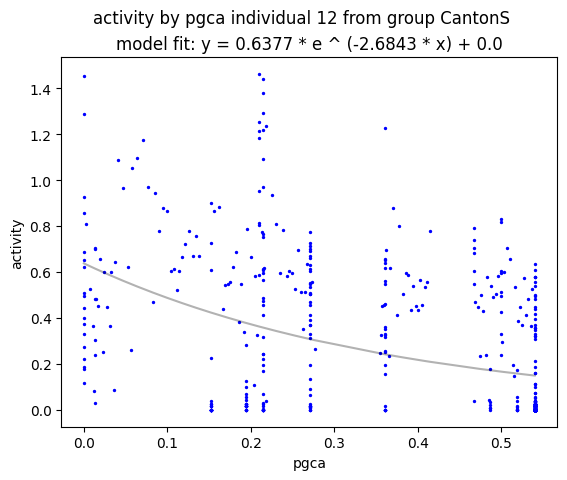 activity by pgca individual 12 from group CantonS
model fit: y = 0.6377 * e ^ (-2.6843 * x) + 0.0
1.4
1.2
1.0
0.8
0.6
0.4
0.2
0.0
activity
0.0 0.1 0.2 0.3 0.4 0.5
pgca